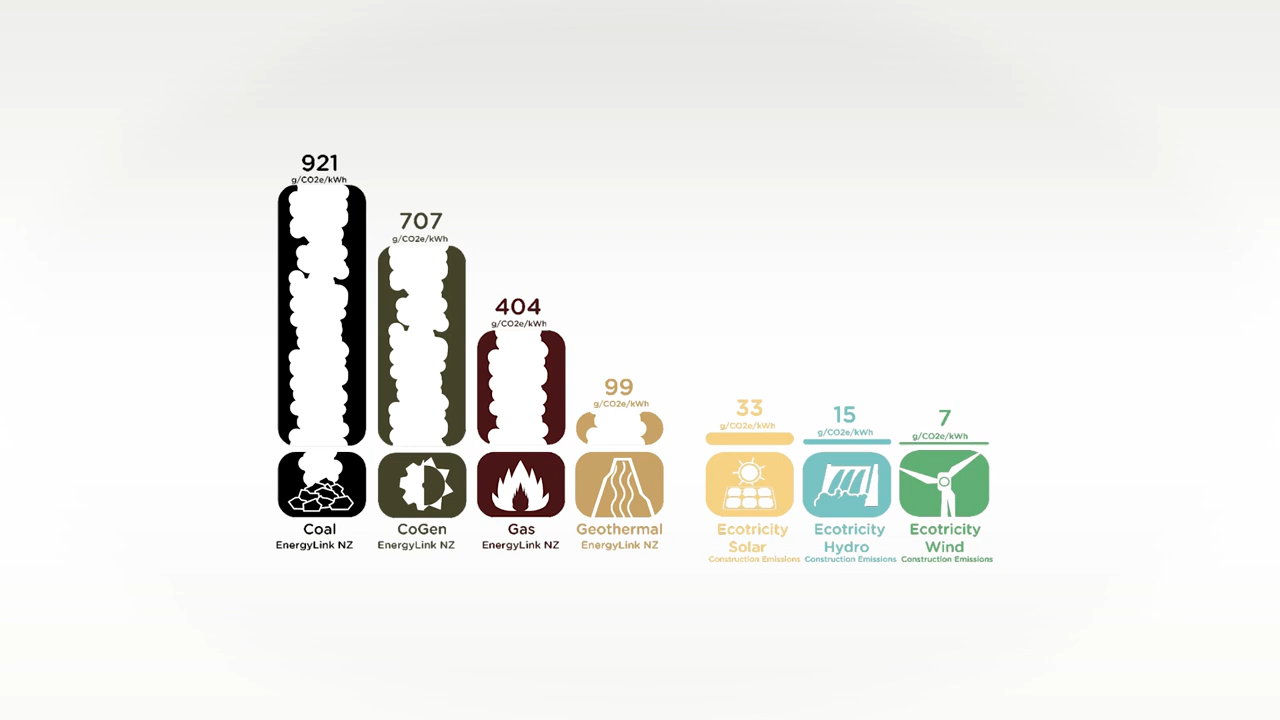 921
g/CO2e/kWh
707
g/CO2e/kWh
404
g/CO2e/kWh
99
g/CO2e/kWh
33
g/CO2e/kWh
15
g/CO2e/kWh
7
g/CO2e/kWh
Coal
EnergyLink NZ
CoGen
EnergyLink NZ
Gas
EnergyLink NZ
Geothermal
EnergyLink NZ
Ecotricity
Solar
Construction Emissions
Ecotricity
Hydro
Construction Emissions
Ecotricity
Wind
Construction Emissions